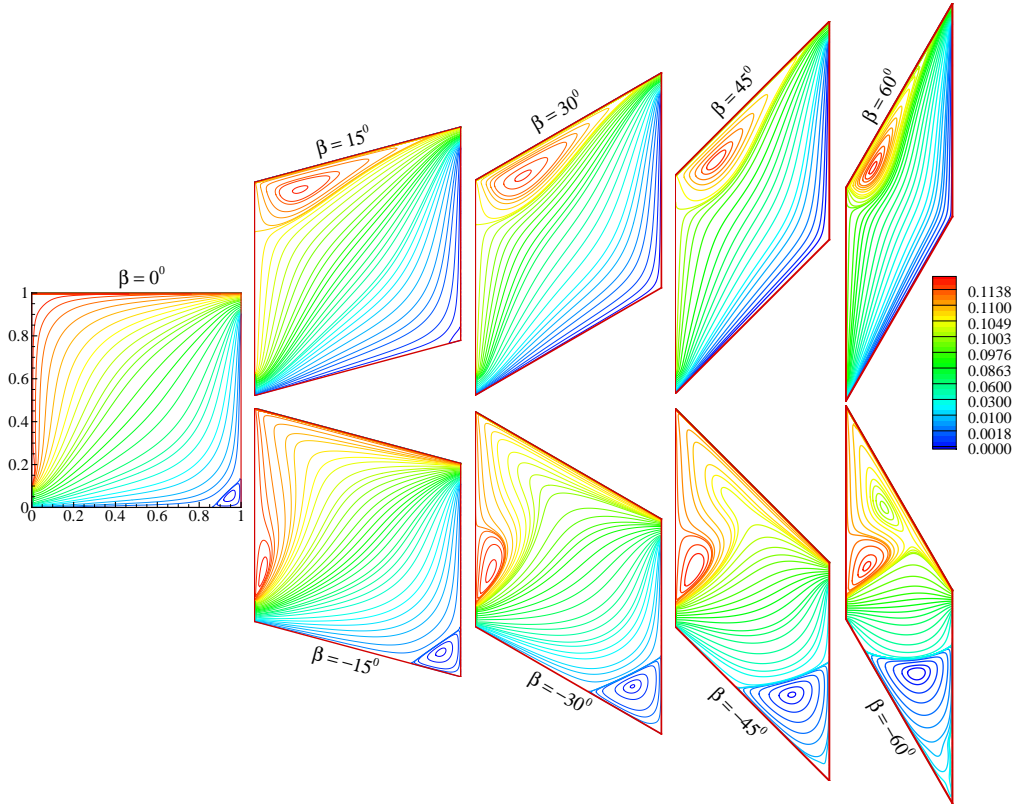 β = 15⁰
β = 30⁰
β = 45⁰
β = 60⁰
β = 0⁰
1
0.8
0.6
0.4
0.2
0
0 0.2 0.4 0.6 0.8 1
0.1138
0.1100
0.1049
0.1003
0.0976
0.0863
0.0600
0.0300
0.0100
0.0018
0.0000
β = −15⁰
β = −30⁰
β = −45⁰
β = −60⁰